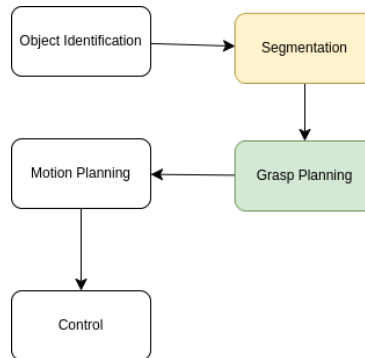 Object Identification
Segmentation
Grasp Planning
Motion Planning
Control